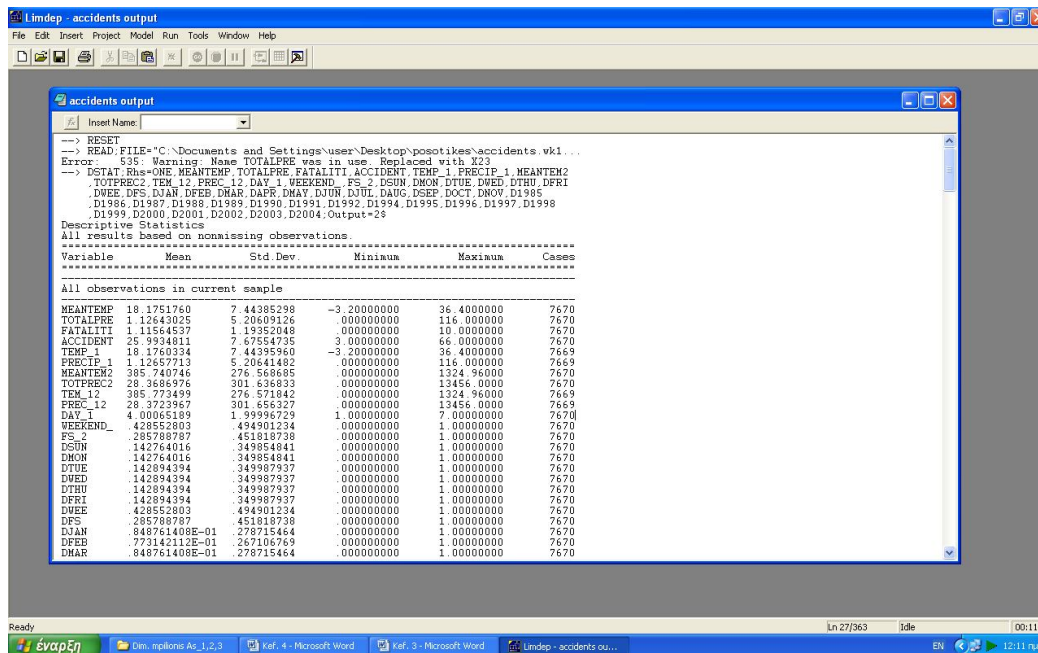 Limdep - accidents output
File Edit Insert Project Model Run Tools Window Help
accidents output
Insert Name:
--> RESET
--> READ;FILE="C:\Documents and Settings\user\Desktop\posotikes\accidents.wk1...
Error: 535: Warning: Name TOTALPRE was in use. Replaced with X23
--> DSTAT;Rhs=ONE,MEANTEMP,TOTALPRE,FATALITI,ACCIDENT,TEMP_1,PRECIP_1,MEANTEM2
,TOTPREC2,TEM_12,PREC_12,DAY_1,WEEKEND_,FS_2,DSUN,DMON,DTUE,DWED,DTHU,DFRI
,DWEE,DFS,DJAN,DFEB,DMAR,DAPR,DMAY,DJUN,DJUL,DAUG,DSEP,DOCT,DNOV,D1985
,D1986,D1987,D1988,D1989,D1990,D1991,D1992,D1994,D1995,D1996,D1997,D1998
,D1999,D2000,D2001,D2002,D2003,D2004;Output=2$
Descriptive Statistics
All results based on nonmissing observations.
Variable Mean Std.Dev. Minimum Maximum Cases
All observations in current sample
MEANTEMP 18.1751760 7.44385298 -3.20000000 36.4000000 7670
TOTALPRE 1.12643025 5.20609126 .000000000 116.000000 7670
FATALITI 1.11564537 1.19352048 .000000000 10.0000000 7670
ACCIDENT 25.9934811 7.67554735 3.00000000 66.0000000 7670
TEMP_1 18.1760334 7.44395960 -3.20000000 36.4000000 7669
PRECIP_1 1.12657713 5.20641482 .000000000 116.000000 7669
MEANTEM2 385.740746 276.568685 .000000000 1324.96000 7670
TOTPREC2 28.3686976 301.636833 .000000000 13456.0000 7670
TEM_12 385.773499 276.571842 .000000000 1324.96000 7669
PREC_12 28.3723967 301.656327 .000000000 13456.0000 7669
DAY_1 4.00065189 1.99996729 1.00000000 7.00000000 7670
WEEKEND_ .428552803 .494901234 .000000000 1.00000000 7670
FS_2 .285788787 .451818738 .000000000 1.00000000 7670
DSUN .142764016 .349854841 .000000000 1.00000000 7670
DMON .142764016 .349854841 .000000000 1.00000000 7670
DTUE .142894394 .349987937 .000000000 1.00000000 7670
DWED .142894394 .349987937 .000000000 1.00000000 7670
DTHU .142894394 .349987937 .000000000 1.00000000 7670
DFRI .142894394 .349987937 .000000000 1.00000000 7670
DWEE .428552803 .494901234 .000000000 1.00000000 7670
DFS .285788787 .451818738 .000000000 1.00000000 7670
DJAN .848761408E-01 .278715464 .000000000 1.00000000 7670
DFEB .773142112E-01 .267106769 .000000000 1.00000000 7670
DMAR .848761408E-01 .278715464 .000000000 1.00000000 7670
Ready Ln 27/363 Idle 00:11
έναρξη Dim. mpilionis As_1,2,3 Kef. 4 - Microsoft Word Kef. 3 - Microsoft Word Limdep - accidents ou... EN 12:11 πμ